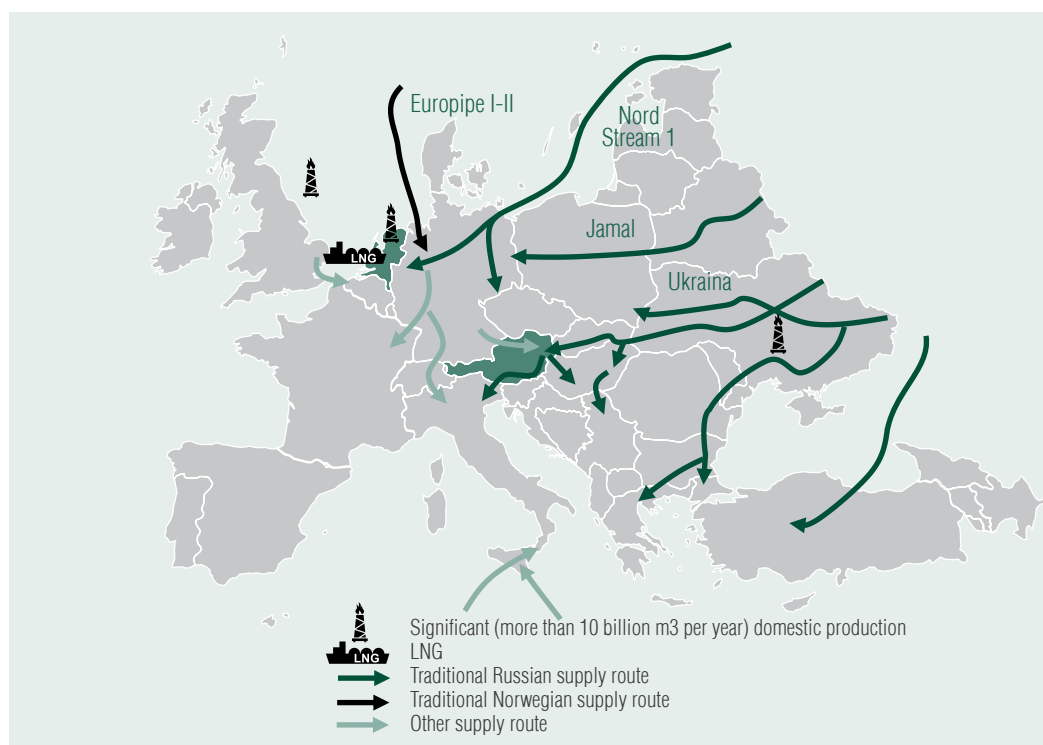 Europipe I-II
Nord
Stream 1
Jamal
LNG
Ukraina
Significant (more than 10 billion m3 per year) domestic production
LNG
LNG
Traditional Russian supply route
Traditional Norwegian supply route
Other supply route